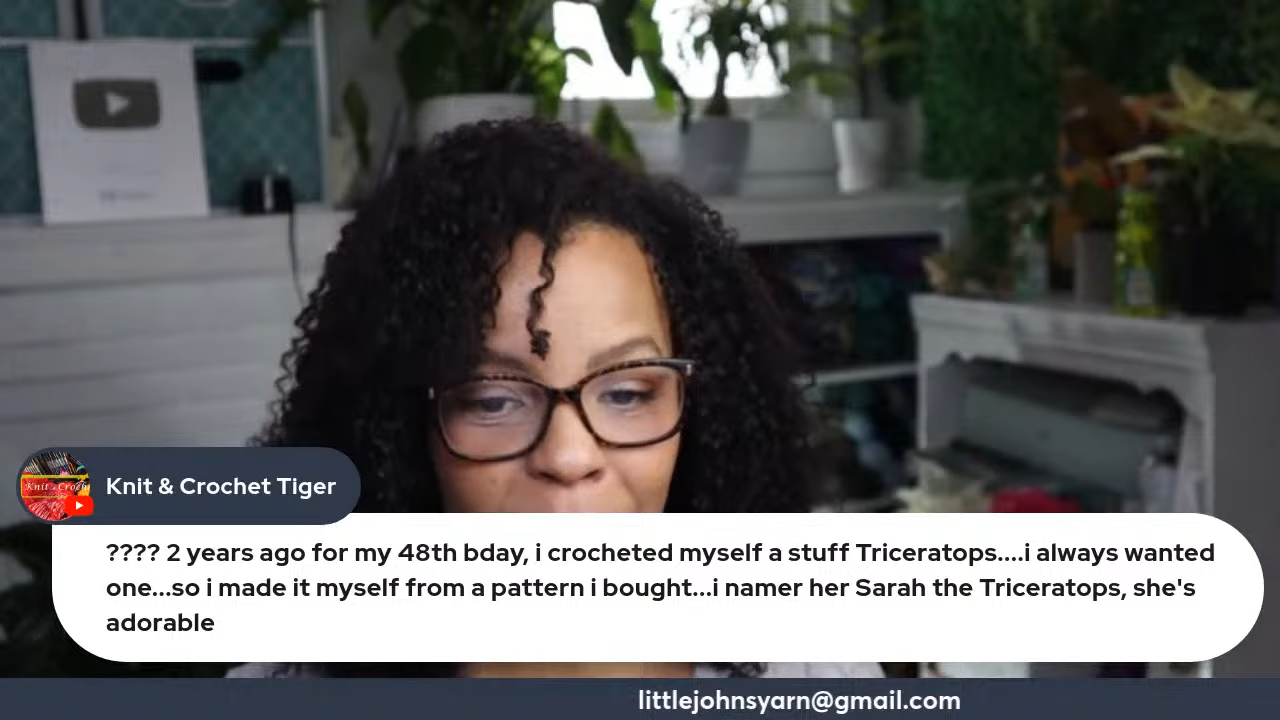 Knit & Crochet Tiger
???? 2 years ago for my 48th bday, i crocheted myself a stuff Triceratops....i always wanted
one...so i made it myself from a pattern i bought...i namer her Sarah the Triceratops, she's
adorable
littlejohnsyarn@gmail.com